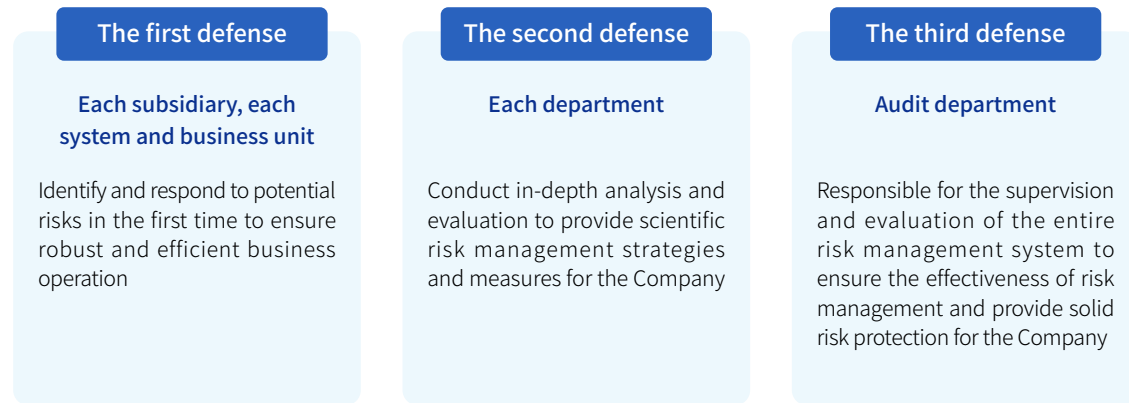 The first defense
Each subsidiary, each
system and business unit
Identify and respond to potential
risks in the first time to ensure
robust and efficient business
operation
The second defense
Each department
Conduct in-depth analysis and
evaluation to provide scientific
risk management strategies
and measures for the Company
The third defense
Audit department
Responsible for the supervision
and evaluation of the entire
risk management system to
ensure the effectiveness of risk
management and provide solid
risk protection for the Company